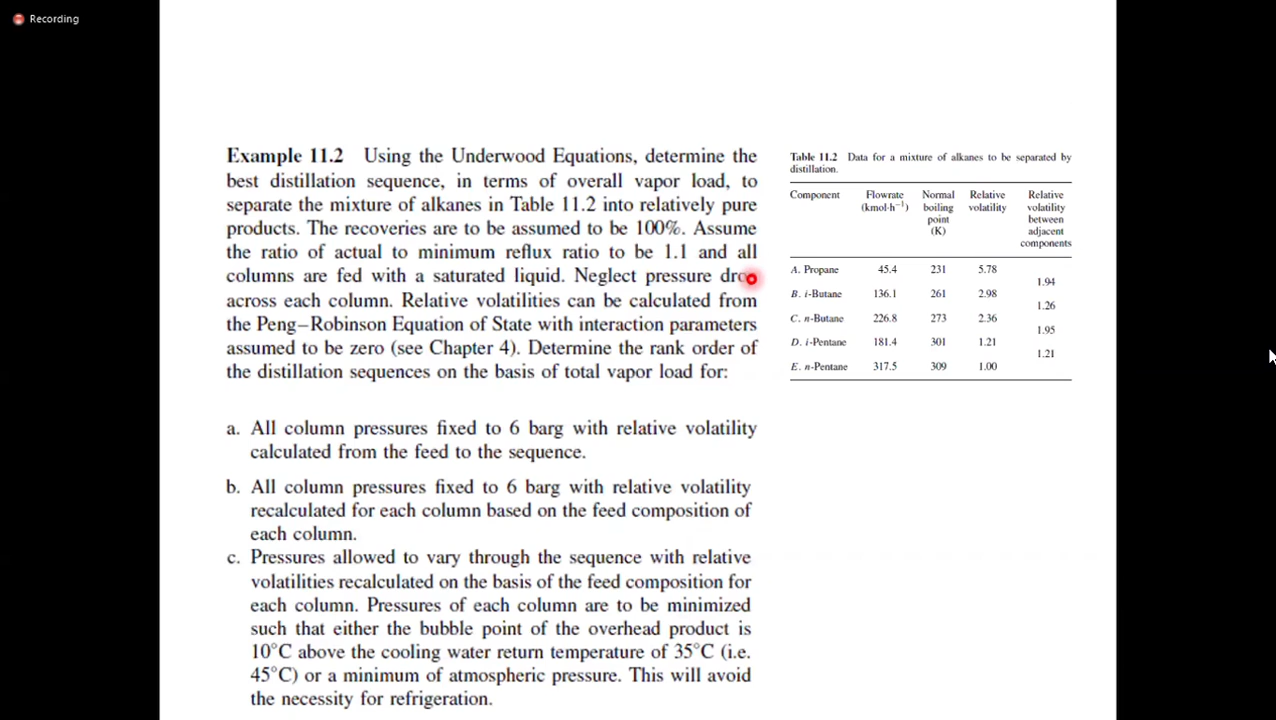 Recording
Example 11.2 Using the Underwood Equations, determine the
best distillation sequence, in terms of overall vapor load, to
separate the mixture of alkanes in Table 11.2 into relatively pure
products. The recoveries are to be assumed to be 100%. Assume
the ratio of actual to minimum reflux ratio to be 1.1 and all
columns are fed with a saturated liquid. Neglect pressure
across each column. Relative volatilities can be calculated from
the Peng–Robinson Equation of State with interaction parameters
assumed to be zero (see Chapter 4). Determine the rank order of
the distillation sequences on the basis of total vapor load for:
a. All column pressures fixed to 6 barg with relative volatility
calculated from the feed to the sequence.
b. All column pressures fixed to 6 barg with relative volatility
recalculated for each column based on the feed composition of
each column.
c. Pressures allowed to vary through the sequence with relative
volatilities recalculated on the basis of the feed composition for
each column. Pressures of each column are to be minimized
such that either the bubble point of the overhead product is
10°C above the cooling water return temperature of 35°C (i.e.
45°C) or a minimum of atmospheric pressure. This will avoid
the necessity for refrigeration.
Table 11.2 Data for a mixture of alkanes to be separated by
distillation.
Component Flowrate Normal Relative Relative
(kmol·h⁻¹) boiling volatility volatility
point between
(K) adjacent
components
A. Propane 45.4 231 5.78
1.94
B. i-Butane 136.1 261 2.98
1.26
C. n-Butane 226.8 273 2.36
1.95
D. i-Pentane 181.4 301 1.21
1.21
E. n-Pentane 317.5 309 1.00